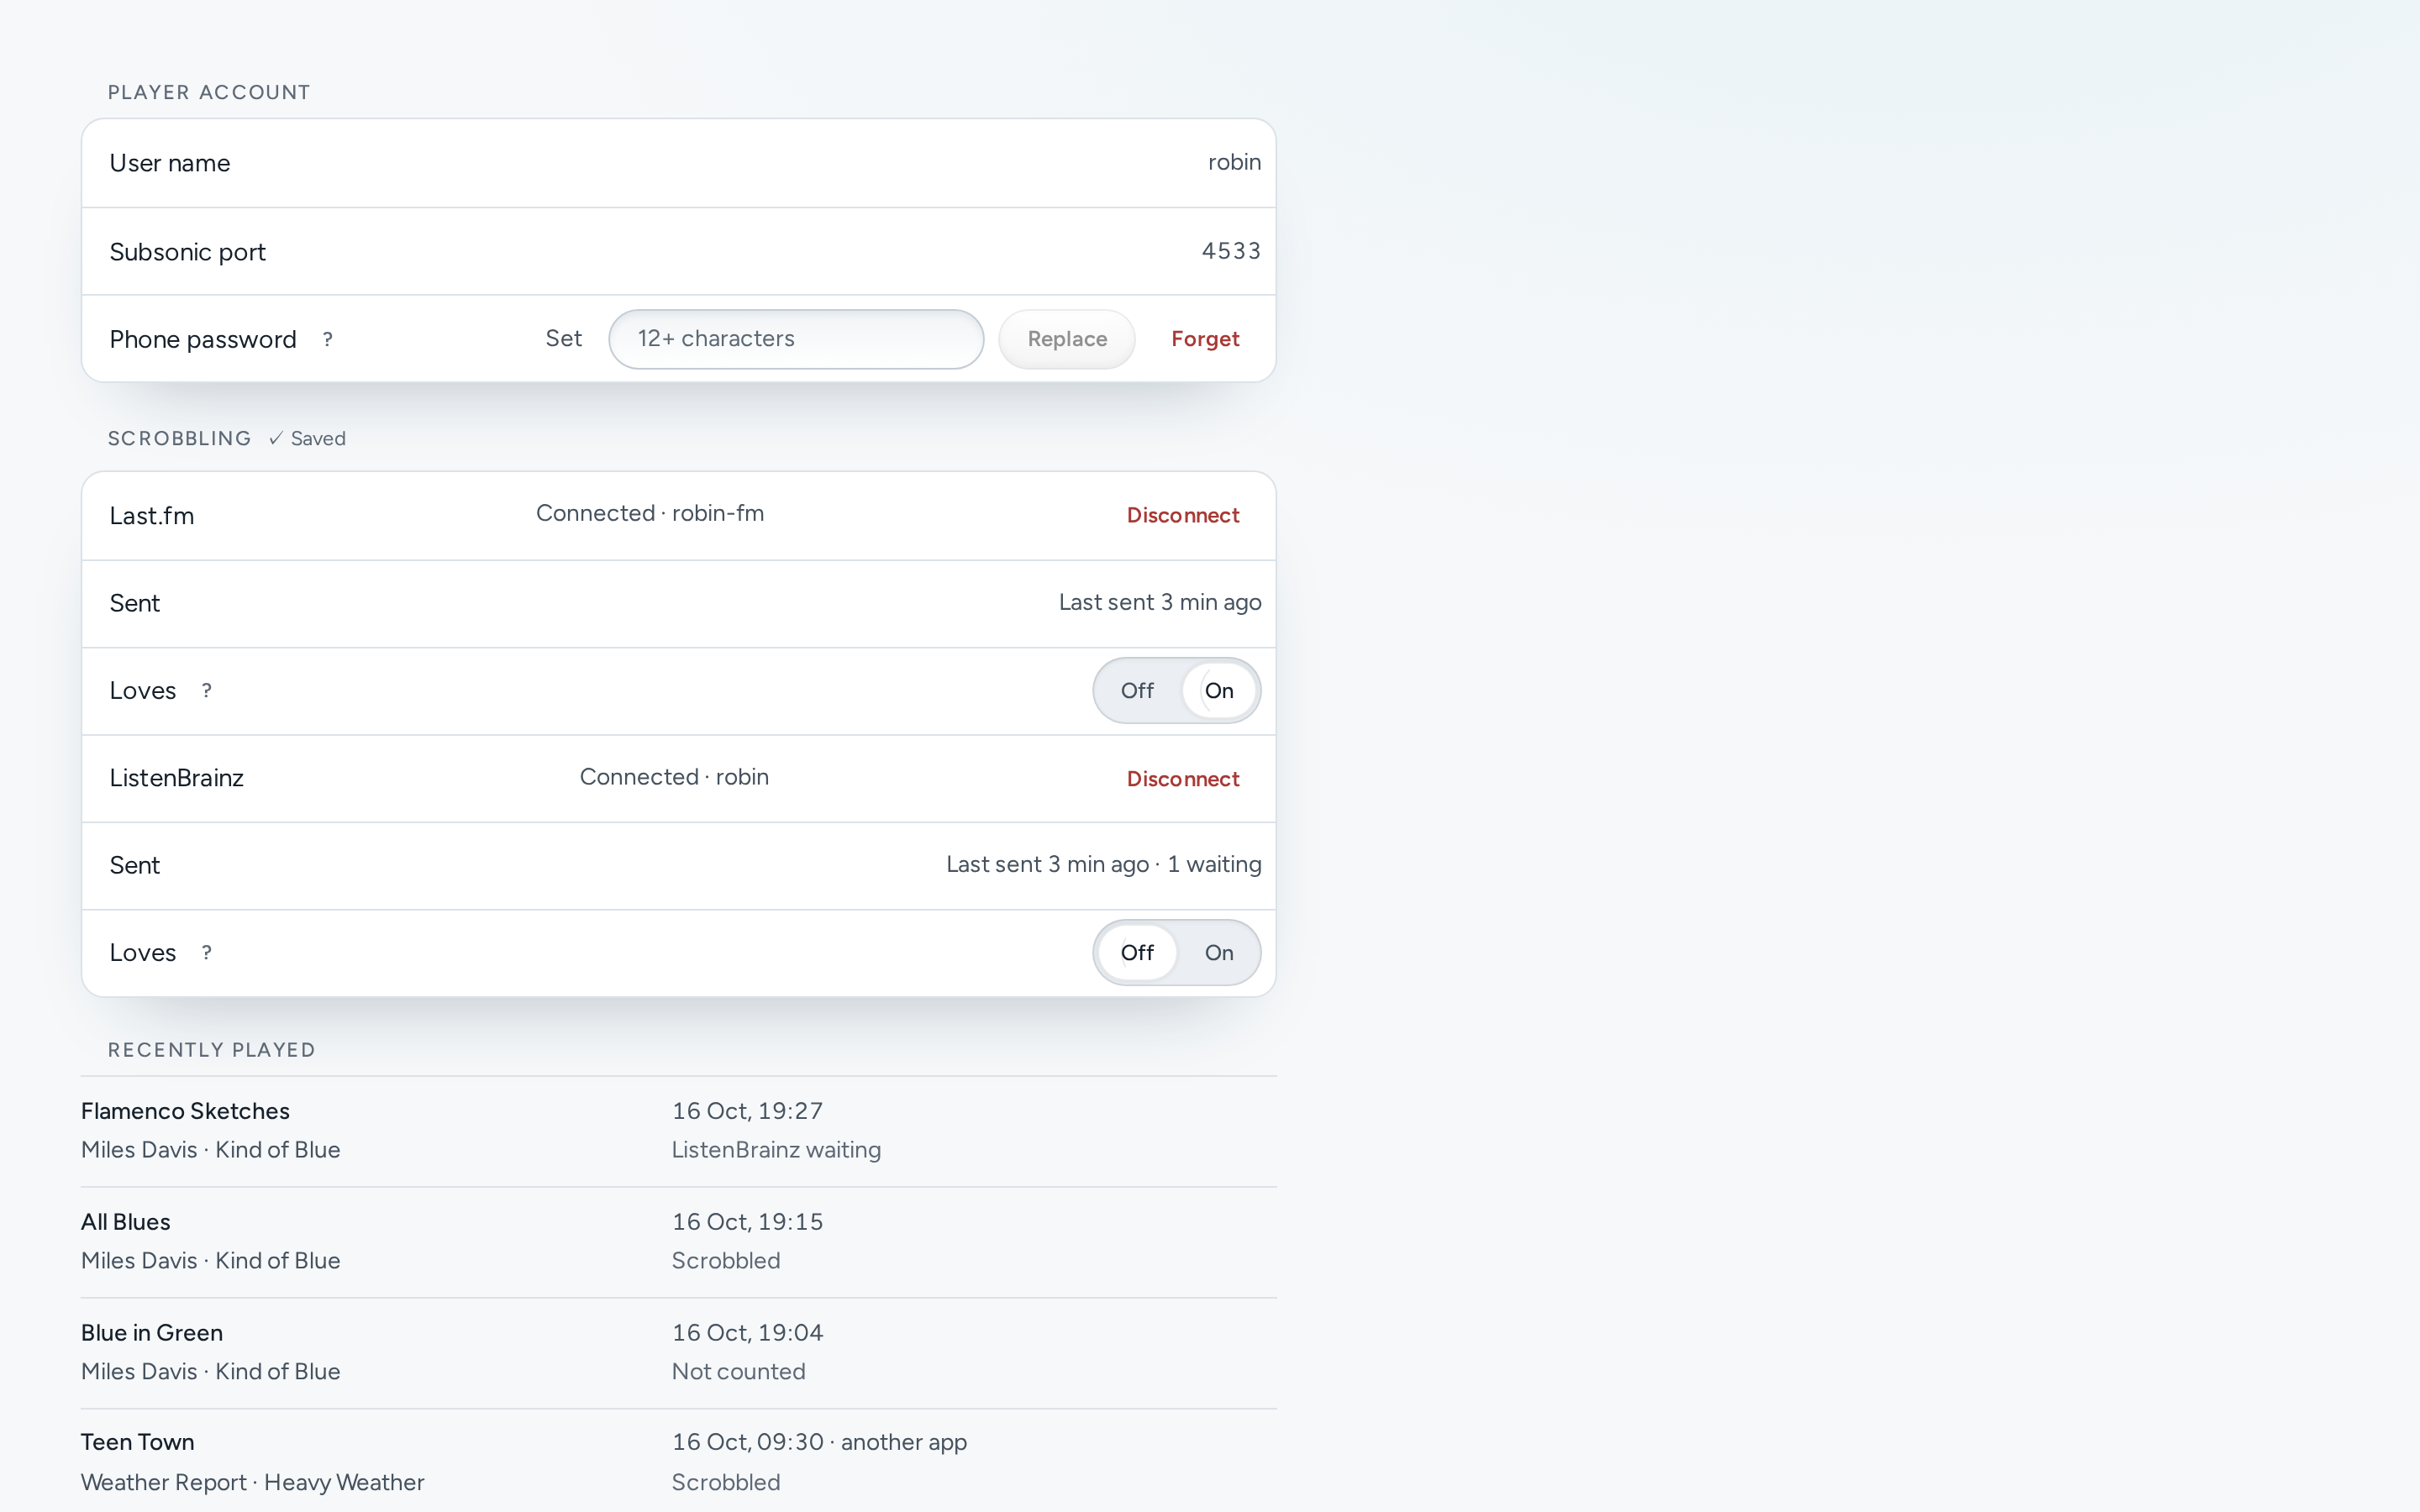 PLAYER ACCOUNT
User name robin
Subsonic port 4533
Phone password ? Set 12+ characters Replace Forget
SCROBBLING ✓ Saved
Last.fm Connected · robin-fm Disconnect
Sent Last sent 3 min ago
Loves ? Off On
ListenBrainz Connected · robin Disconnect
Sent Last sent 3 min ago · 1 waiting
Loves ? Off On
RECENTLY PLAYED
Flamenco Sketches 16 Oct, 19:27
Miles Davis · Kind of Blue ListenBrainz waiting
All Blues 16 Oct, 19:15
Miles Davis · Kind of Blue Scrobbled
Blue in Green 16 Oct, 19:04
Miles Davis · Kind of Blue Not counted
Teen Town 16 Oct, 09:30 · another app
Weather Report · Heavy Weather Scrobbled